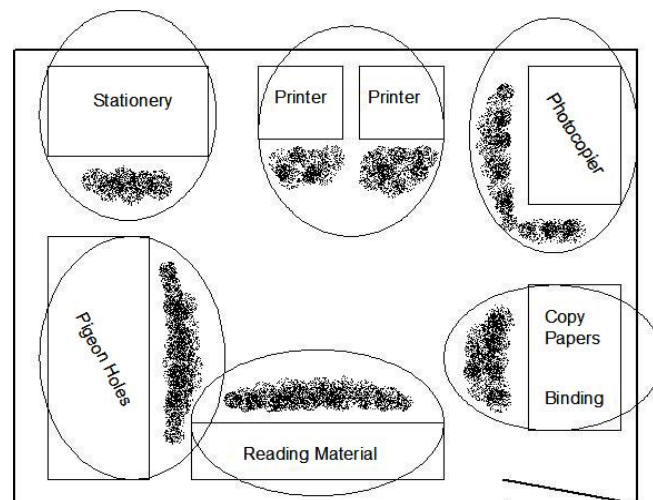 Stationery
Printer
Printer
Photocopier
Pigeon Holes
Copy
Papers
Binding
Reading Material